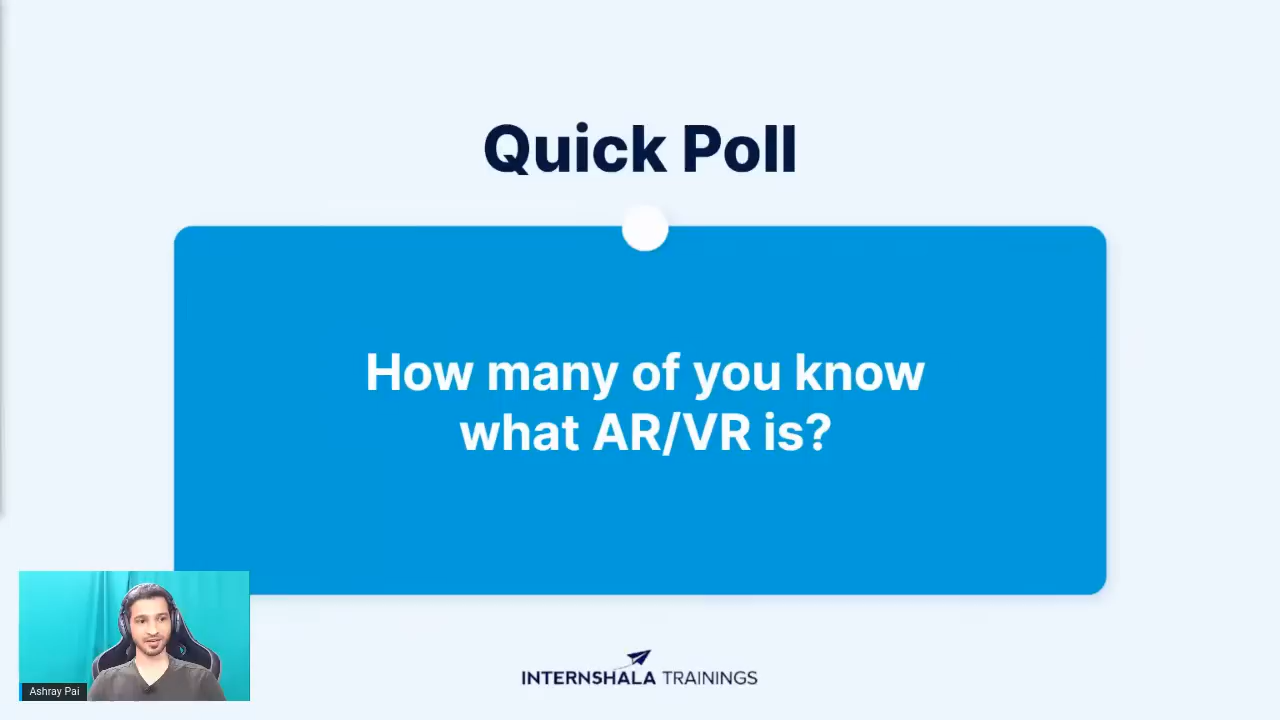 Quick Poll
How many of you know
what AR/VR is?
Ashray Pai
INTERNSHALA TRAININGS